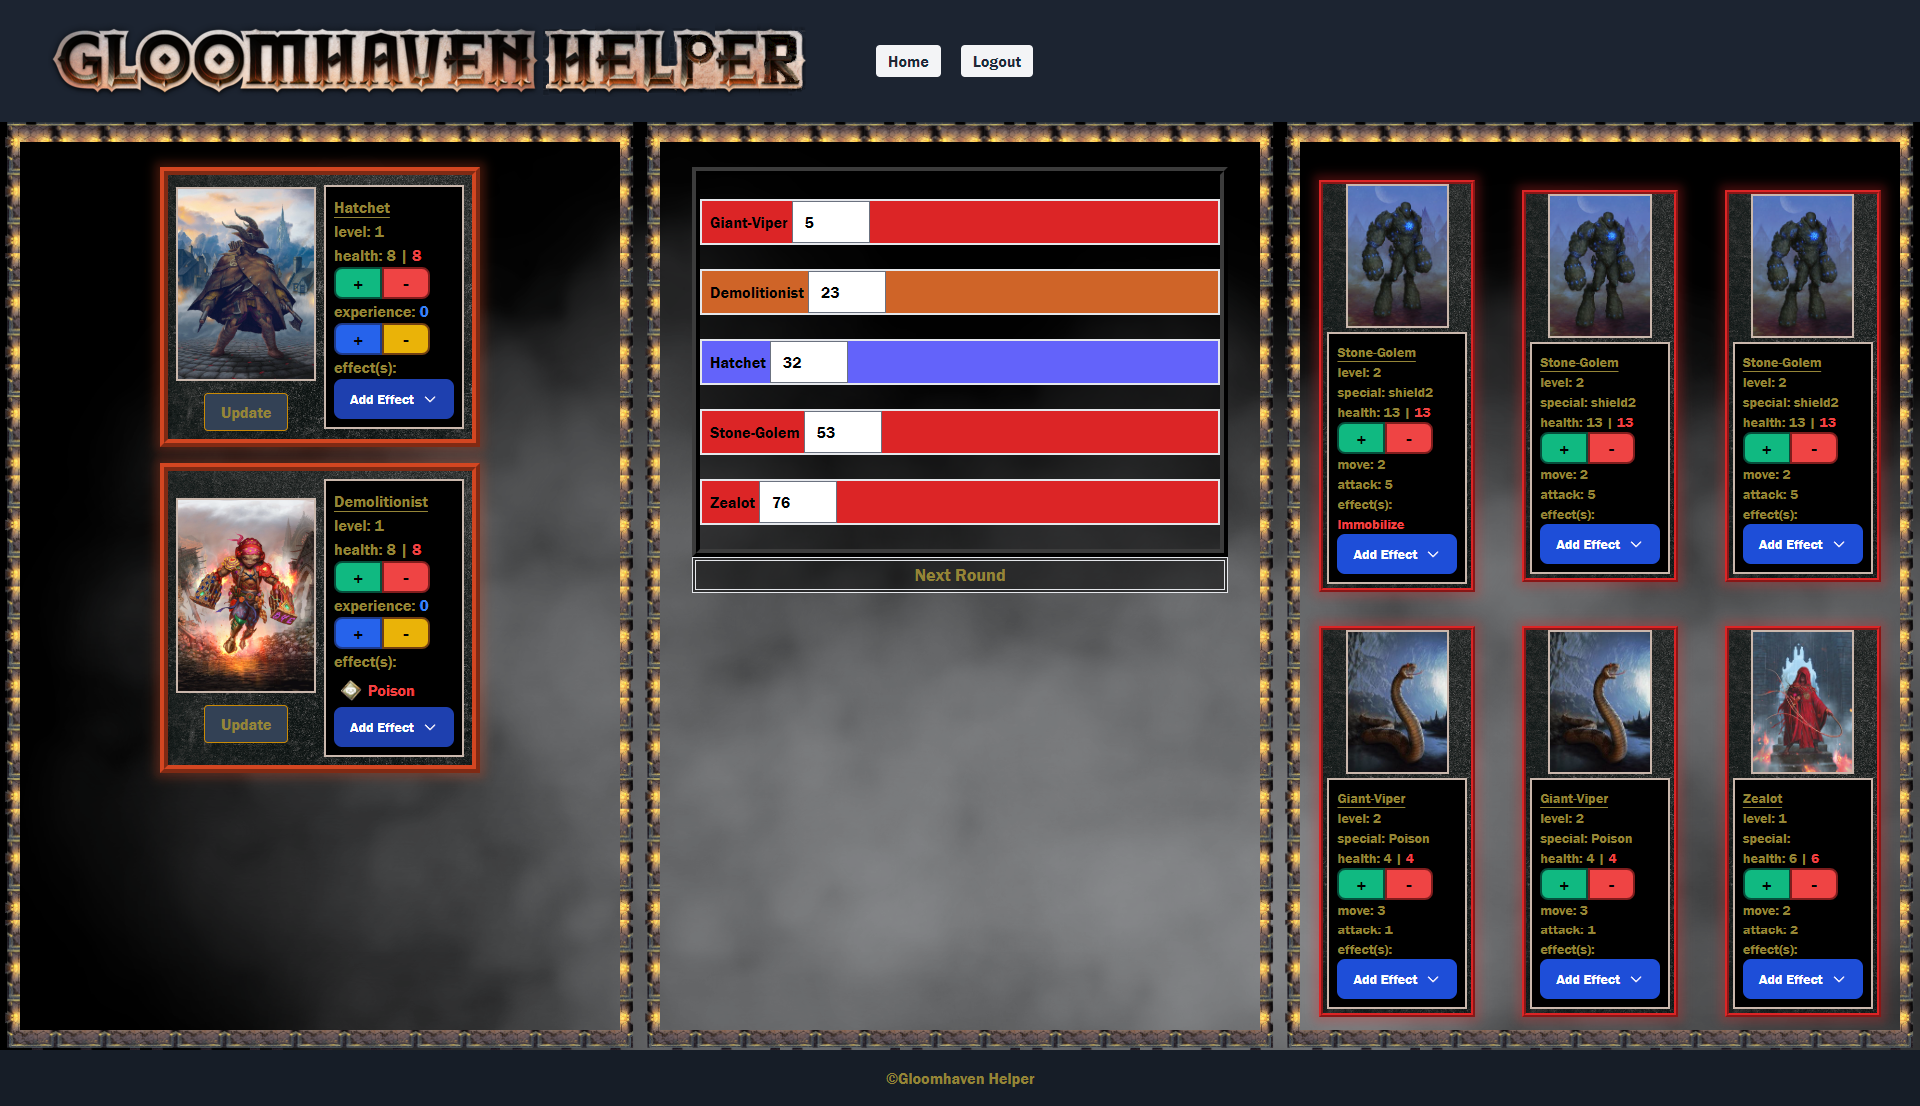 GLOOMHAVEN HELPER
Home
Logout
Hatchet
level: 1
health: 8 | 8
+ -
experience: 0
+ -
effect(s):
Add Effect
Update
Demolitionist
level: 1
health: 8 | 8
+ -
experience: 0
+ -
effect(s):
Poison
Add Effect
Update
Giant-Viper 5
Demolitionist 23
Hatchet 32
Stone-Golem 53
Zealot 76
Next Round
Stone-Golem
level: 2
special: shield2
health: 13 | 13
+ -
move: 2
attack: 5
effect(s):
Immobilize
Add Effect
Stone-Golem
level: 2
special: shield2
health: 13 | 13
+ -
move: 2
attack: 5
effect(s):
Add Effect
Stone-Golem
level: 2
special: shield2
health: 13 | 13
+ -
move: 2
attack: 5
effect(s):
Add Effect
Giant-Viper
level: 2
special: Poison
health: 4 | 4
+ -
move: 3
attack: 1
effect(s):
Add Effect
Giant-Viper
level: 2
special: Poison
health: 4 | 4
+ -
move: 3
attack: 1
effect(s):
Add Effect
Zealot
level: 1
special:
health: 6 | 6
+ -
move: 2
attack: 2
effect(s):
Add Effect
©Gloomhaven Helper